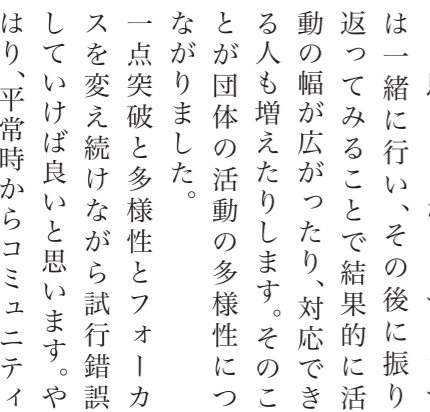 は一緒に行い、その後に振り
返ってみることで結果的に活
動の幅が広がったり、対応でき
る人も増えたりします。そのこ
とが団体の活動の多様性につ
ながりました。
一点突破と多様性とフォーカ
スを変え続けながら試行錯誤
していけば良いと思います。や
はり、平常時からコミュニティ